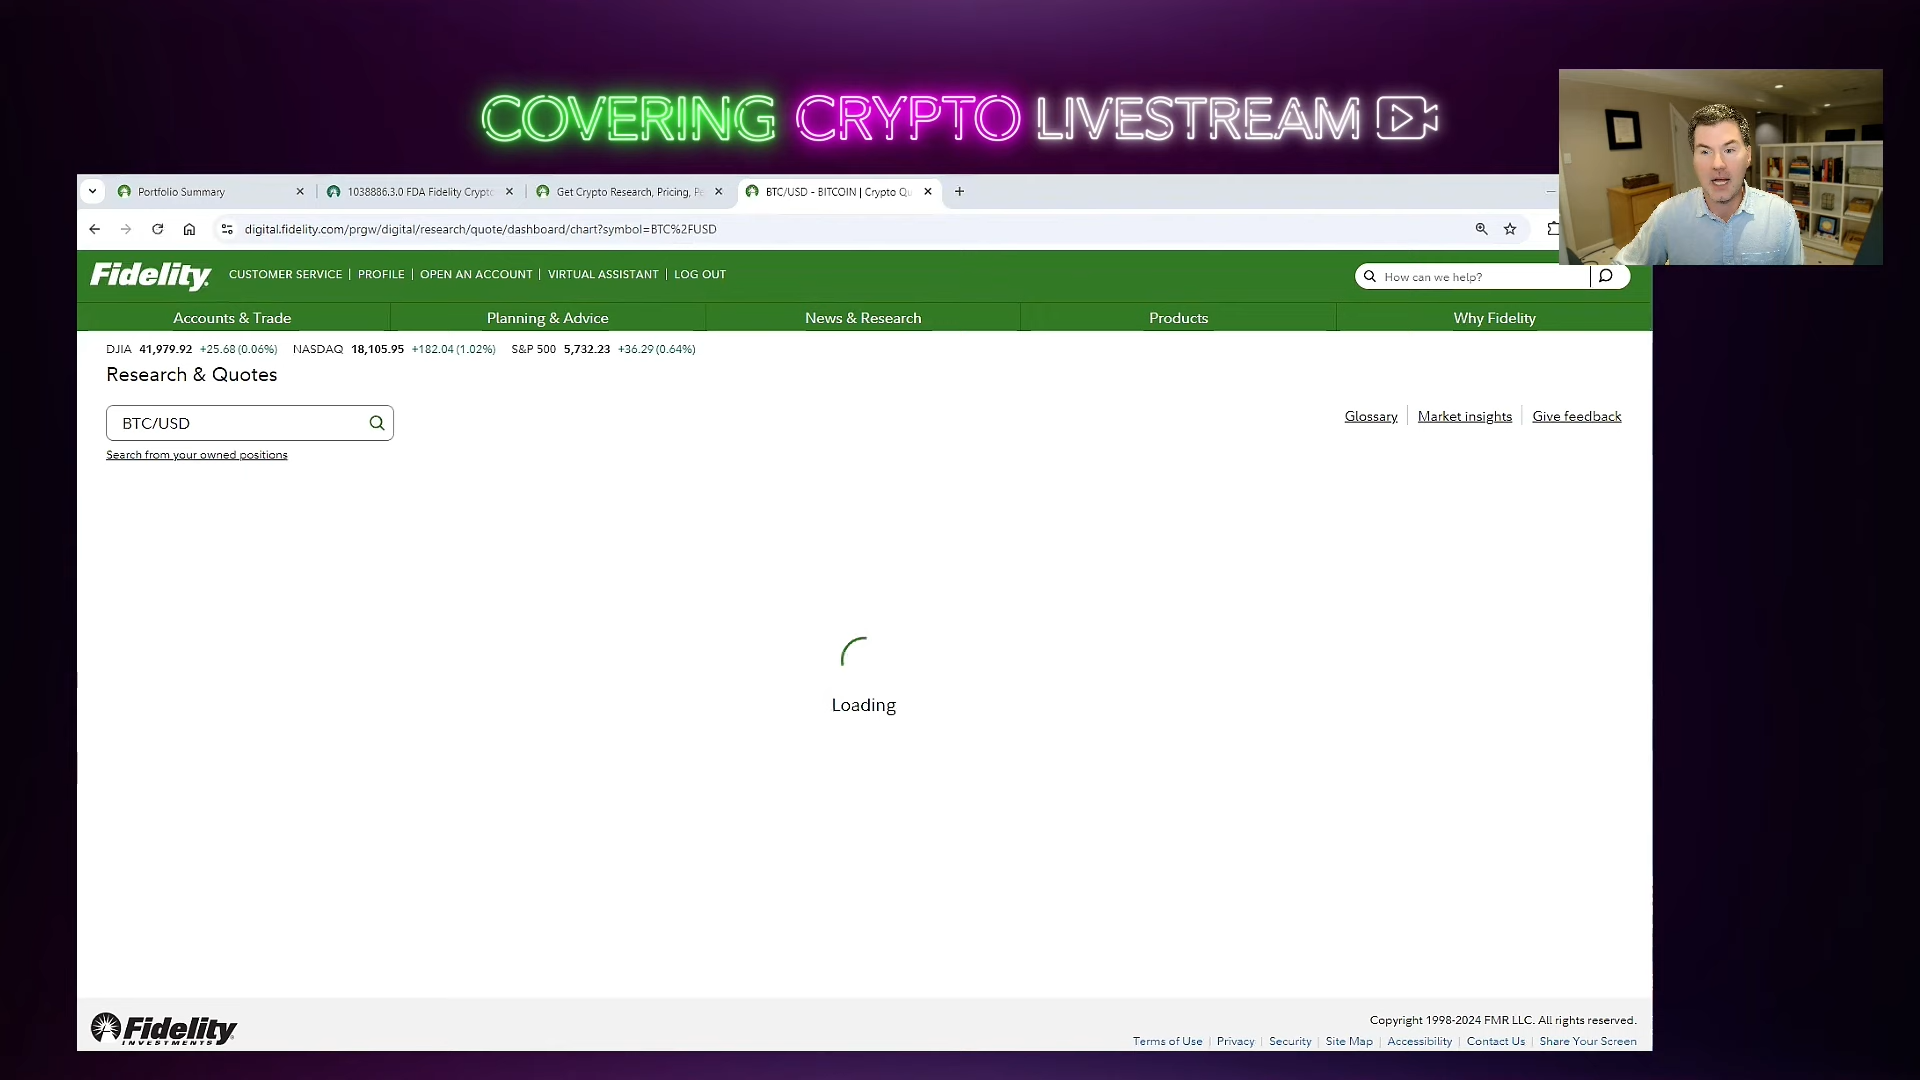 COVERING CRYPTO LIVESTREAM
Portfolio Summary
1038886.3.0 FDA Fidelity Crypto
Get Crypto Research, Pricing, Pe
BTC/USD - BITCOIN | Crypto Qu
digital.fidelity.com/prgw/digital/research/quote/dashboard/chart?symbol=BTC%2FUSD
Fidelity
CUSTOMER SERVICE | PROFILE | OPEN AN ACCOUNT | VIRTUAL ASSISTANT | LOG OUT
How can we help?
Accounts & Trade
Planning & Advice
News & Research
Products
Why Fidelity
DJIA 41,979.92 +25.68 (0.06%) NASDAQ 18,105.95 +182.04 (1.02%) S&P 500 5,732.23 +36.29 (0.64%)
Research & Quotes
BTC/USD
Glossary | Market insights | Give feedback
Search from your owned positions
Loading
Fidelity
INVESTMENTS
Copyright 1998-2024 FMR LLC. All rights reserved.
Terms of Use | Privacy | Security | Site Map | Accessibility | Contact Us | Share Your Screen